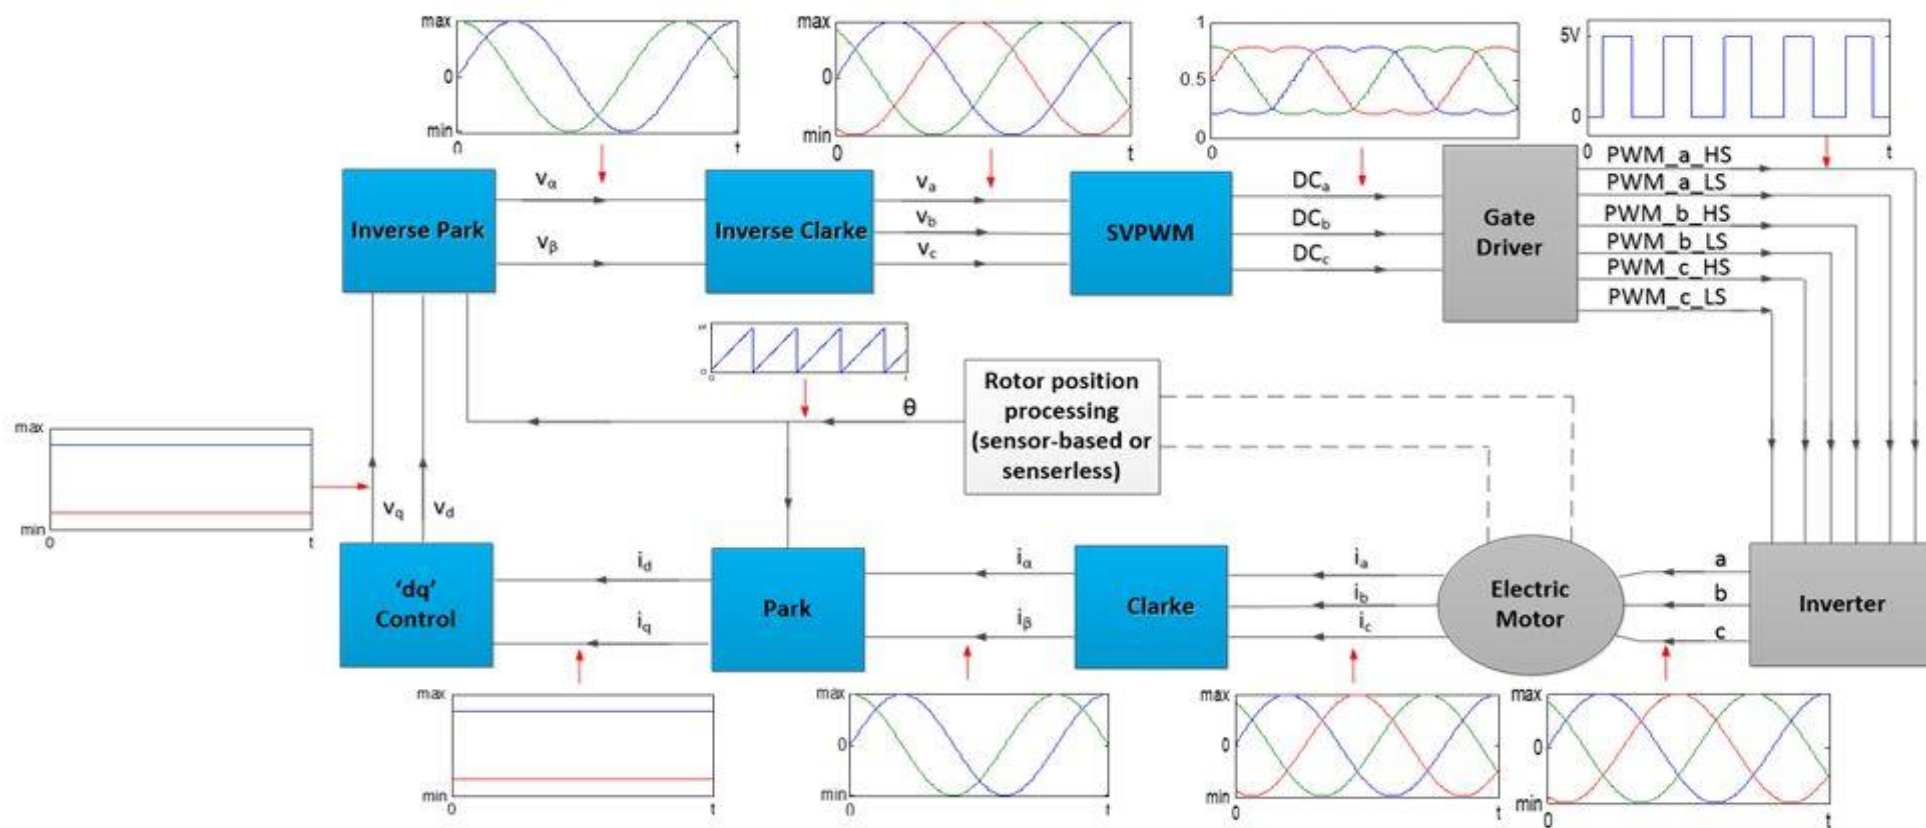 max
0
min
0
t
max
0
min
0
t
1
0.5
0
0
5V
0
0
t
Inverse Park
vα
vβ
Inverse Clarke
va
vb
vc
SVPWM
DCa
DCb
DCc
Gate
Driver
PWM_a_HS
PWM_a_LS
PWM_b_HS
PWM_b_LS
PWM_c_HS
PWM_c_LS
0
θ
Rotor position
processing
(sensor-based or
senserless)
max
min
0
t
vq
vd
‘dq’
Control
id
iq
Park
iα
iβ
Clarke
ia
ib
ic
Electric
Motor
a
b
c
Inverter
max
min
0
t
max
0
min
0
t
max
0
min
0
t
max
0
min
0
t